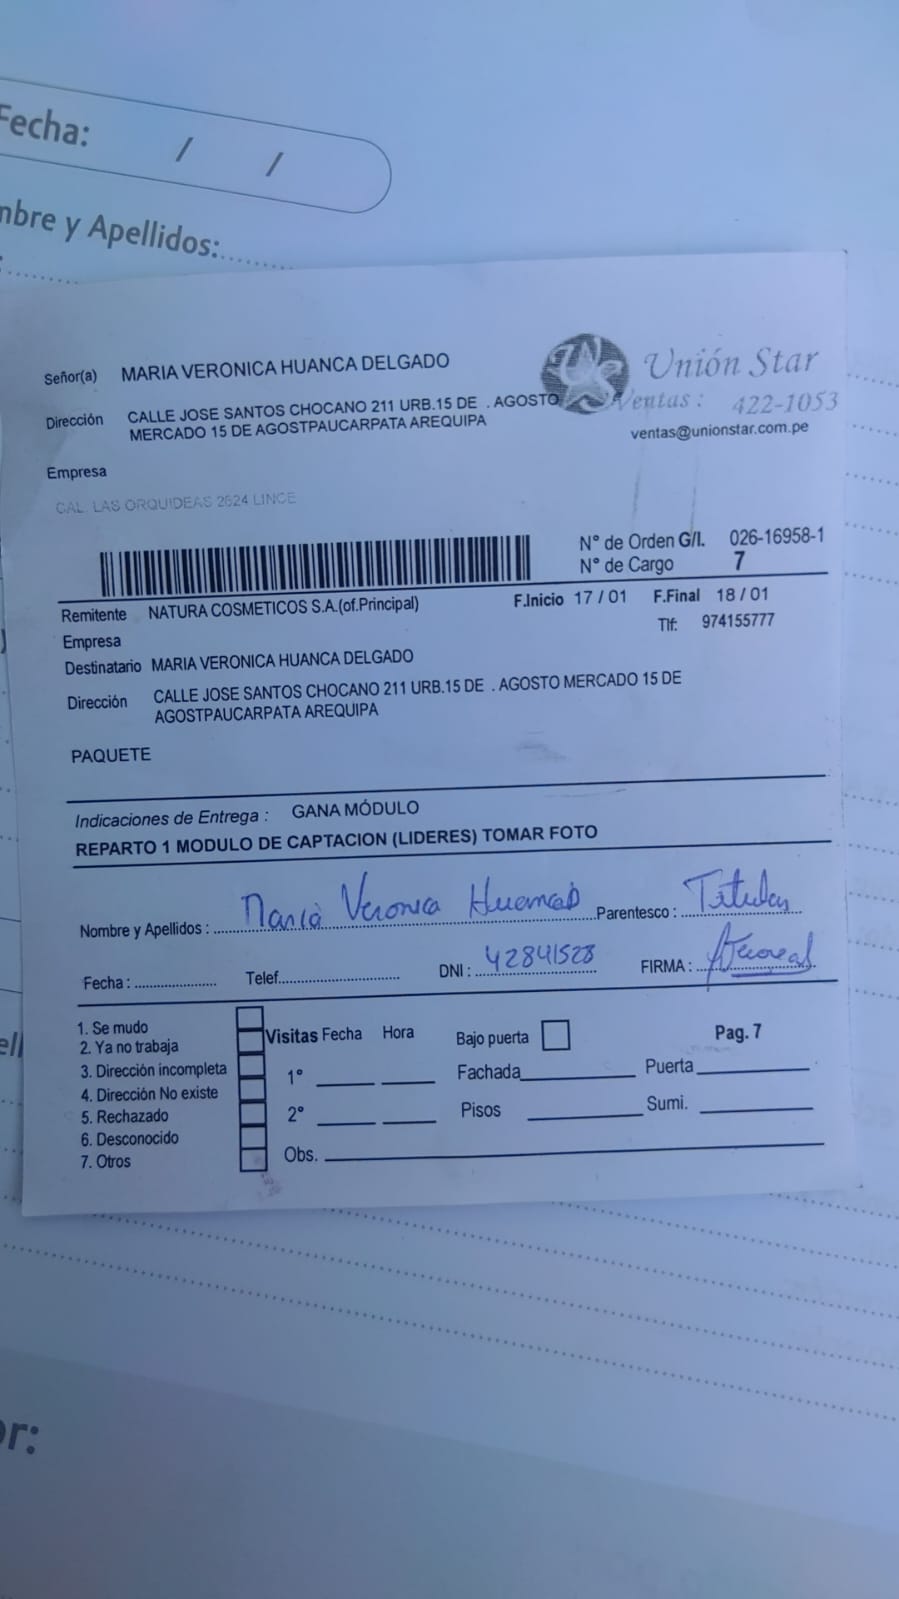 Fecha: / /
mbre y Apellidos:
Señor(a) MARIA VERONICA HUANCA DELGADO
Unión Star
Dirección CALLE JOSE SANTOS CHOCANO 211 URB.15 DE . AGOSTO
MERCADO 15 DE AGOSTPAUCARPATA AREQUIPA
Ventas: 422-1053
ventas@unionstar.com.pe
Empresa
CAL. LAS ORQUIDEAS 2624 LINCE
N° de Orden G/I. 026-16958-1
N° de Cargo 7
Remitente NATURA COSMETICOS S.A.(of.Principal) F.Inicio 17 / 01 F.Final 18 / 01
Empresa Tlf: 974155777
Destinatario MARIA VERONICA HUANCA DELGADO
Dirección CALLE JOSE SANTOS CHOCANO 211 URB.15 DE . AGOSTO MERCADO 15 DE
AGOSTPAUCARPATA AREQUIPA
PAQUETE
Indicaciones de Entrega : GANA MÓDULO
REPARTO 1 MODULO DE CAPTACION (LIDERES) TOMAR FOTO
Nombre y Apellidos : Maria Veronica Parentesco : Titular
Fecha : Telef. DNI : 42841528 FIRMA :
1. Se mudo
2. Ya no trabaja
3. Dirección incompleta
4. Dirección No existe
5. Rechazado
6. Desconocido
7. Otros
Visitas Fecha Hora Bajo puerta Pag. 7
1° Fachada Puerta
2° Pisos Sumi.
Obs.
or: